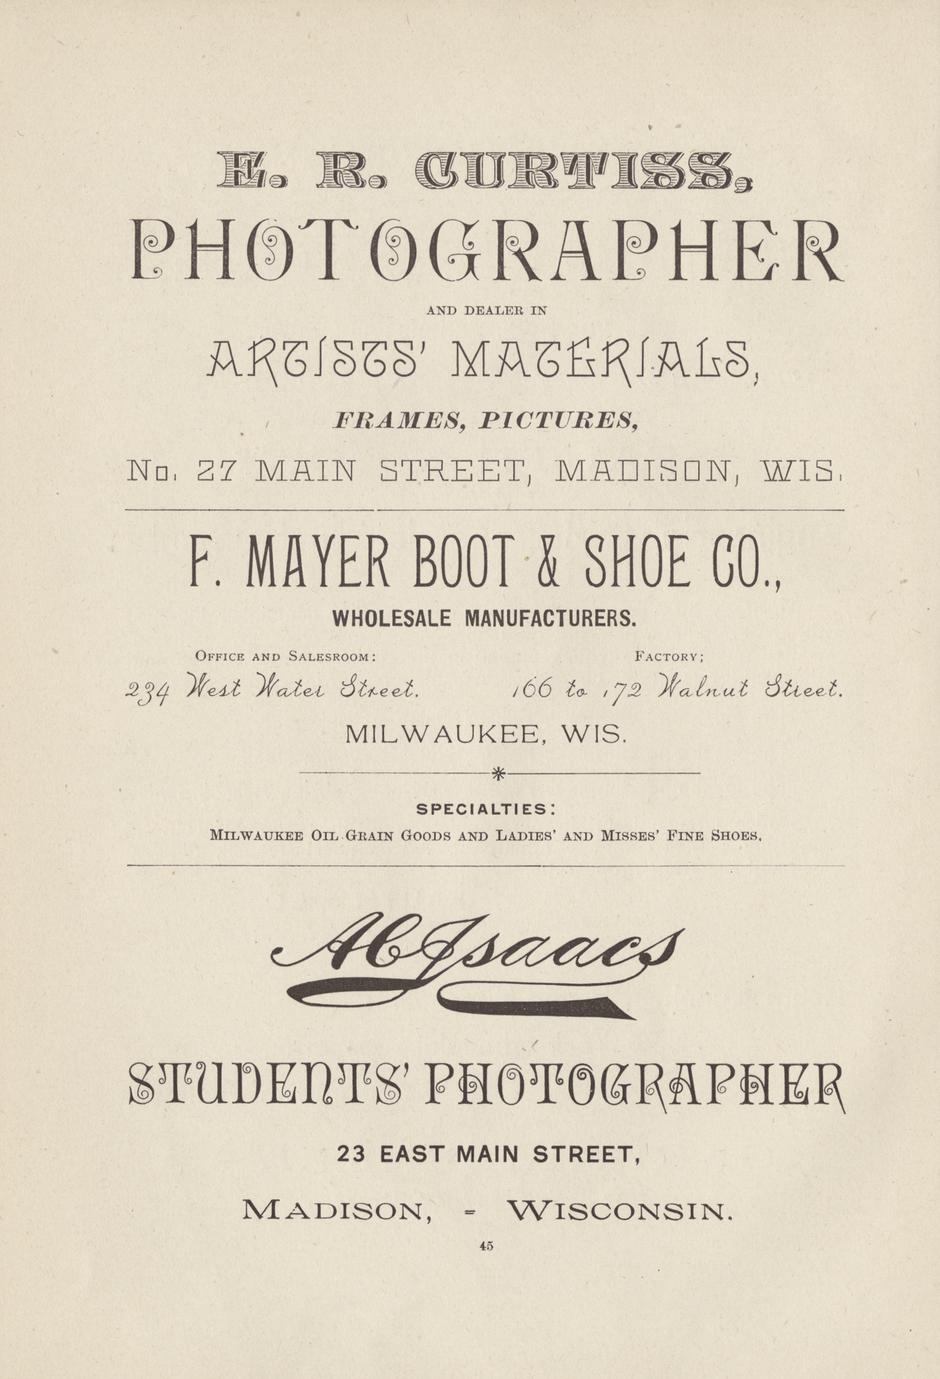 E. R. CURTISS,
PHOTOGRAPHER
AND DEALER IN
ARTISTS' MATERIALS,
FRAMES, PICTURES,
No. 27 MAIN STREET, MADISON, WIS.
F. MAYER BOOT & SHOE CO.,
WHOLESALE MANUFACTURERS.
OFFICE AND SALESROOM: FACTORY:
234 West Water Street. 166 to 172 Walnut Street.
MILWAUKEE, WIS.
SPECIALTIES:
MILWAUKEE OIL GRAIN GOODS AND LADIES' AND MISSES' FINE SHOES.
AC Isaacs
STUDENTS' PHOTOGRAPHER
23 EAST MAIN STREET,
MADISON, - WISCONSIN.
45